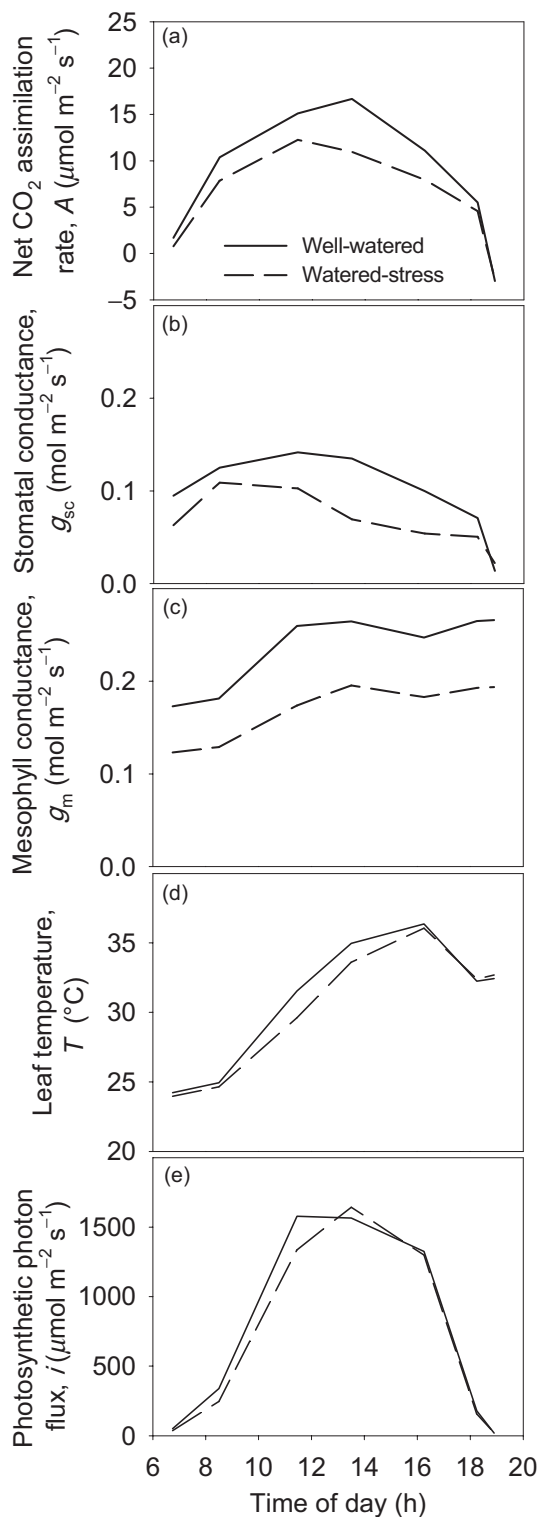 (a)
Net CO₂ assimilation
rate, A (μmol m⁻² s⁻¹)
25
20
15
10
5
0
–5
Well-watered
Watered-stress
(b)
Stomatal conductance,
gsc (mol m⁻² s⁻¹)
0.2
0.1
0.0
(c)
Mesophyll conductance,
gm (mol m⁻² s⁻¹)
0.2
0.1
0.0
(d)
Leaf temperature,
T (°C)
35
30
25
20
(e)
Photosynthetic photon
flux, i (μmol m⁻² s⁻¹)
1500
1000
500
0
6 8 10 12 14 16 18 20
Time of day (h)